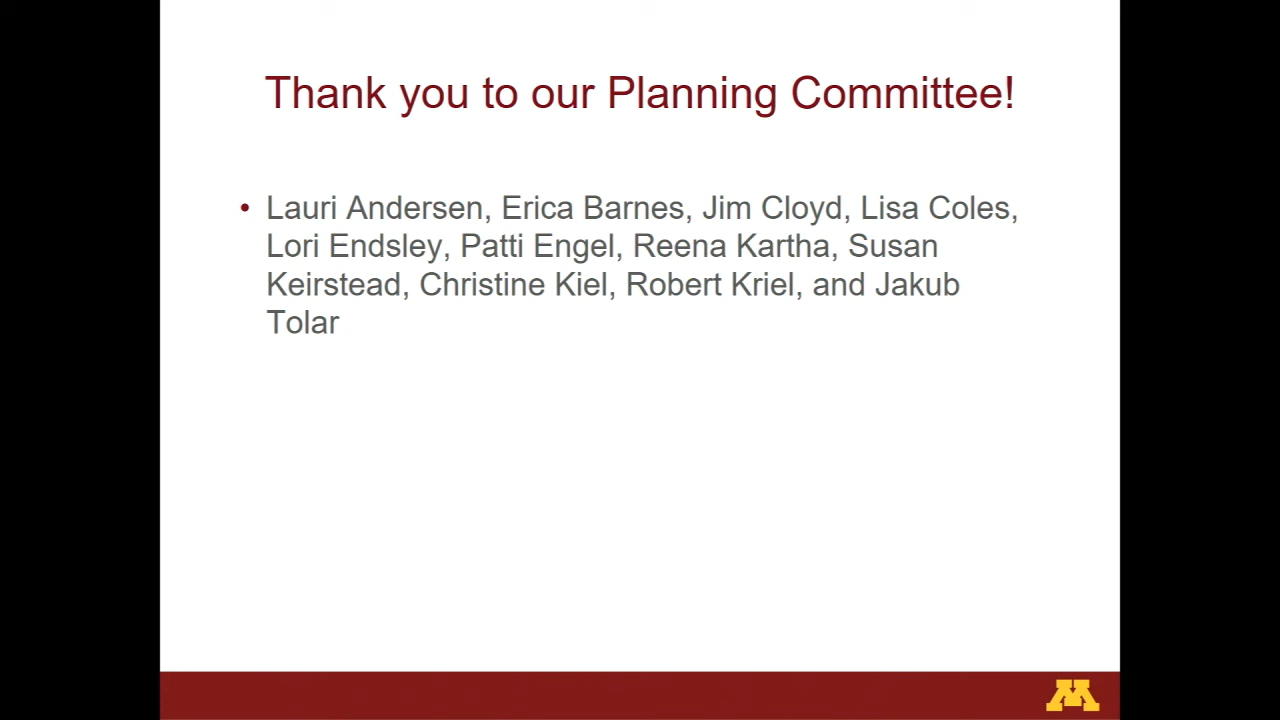 Thank you to our Planning Committee!
• Lauri Andersen, Erica Barnes, Jim Cloyd, Lisa Coles,
Lori Endsley, Patti Engel, Reena Kartha, Susan
Keirstead, Christine Kiel, Robert Kriel, and Jakub
Tolar
M